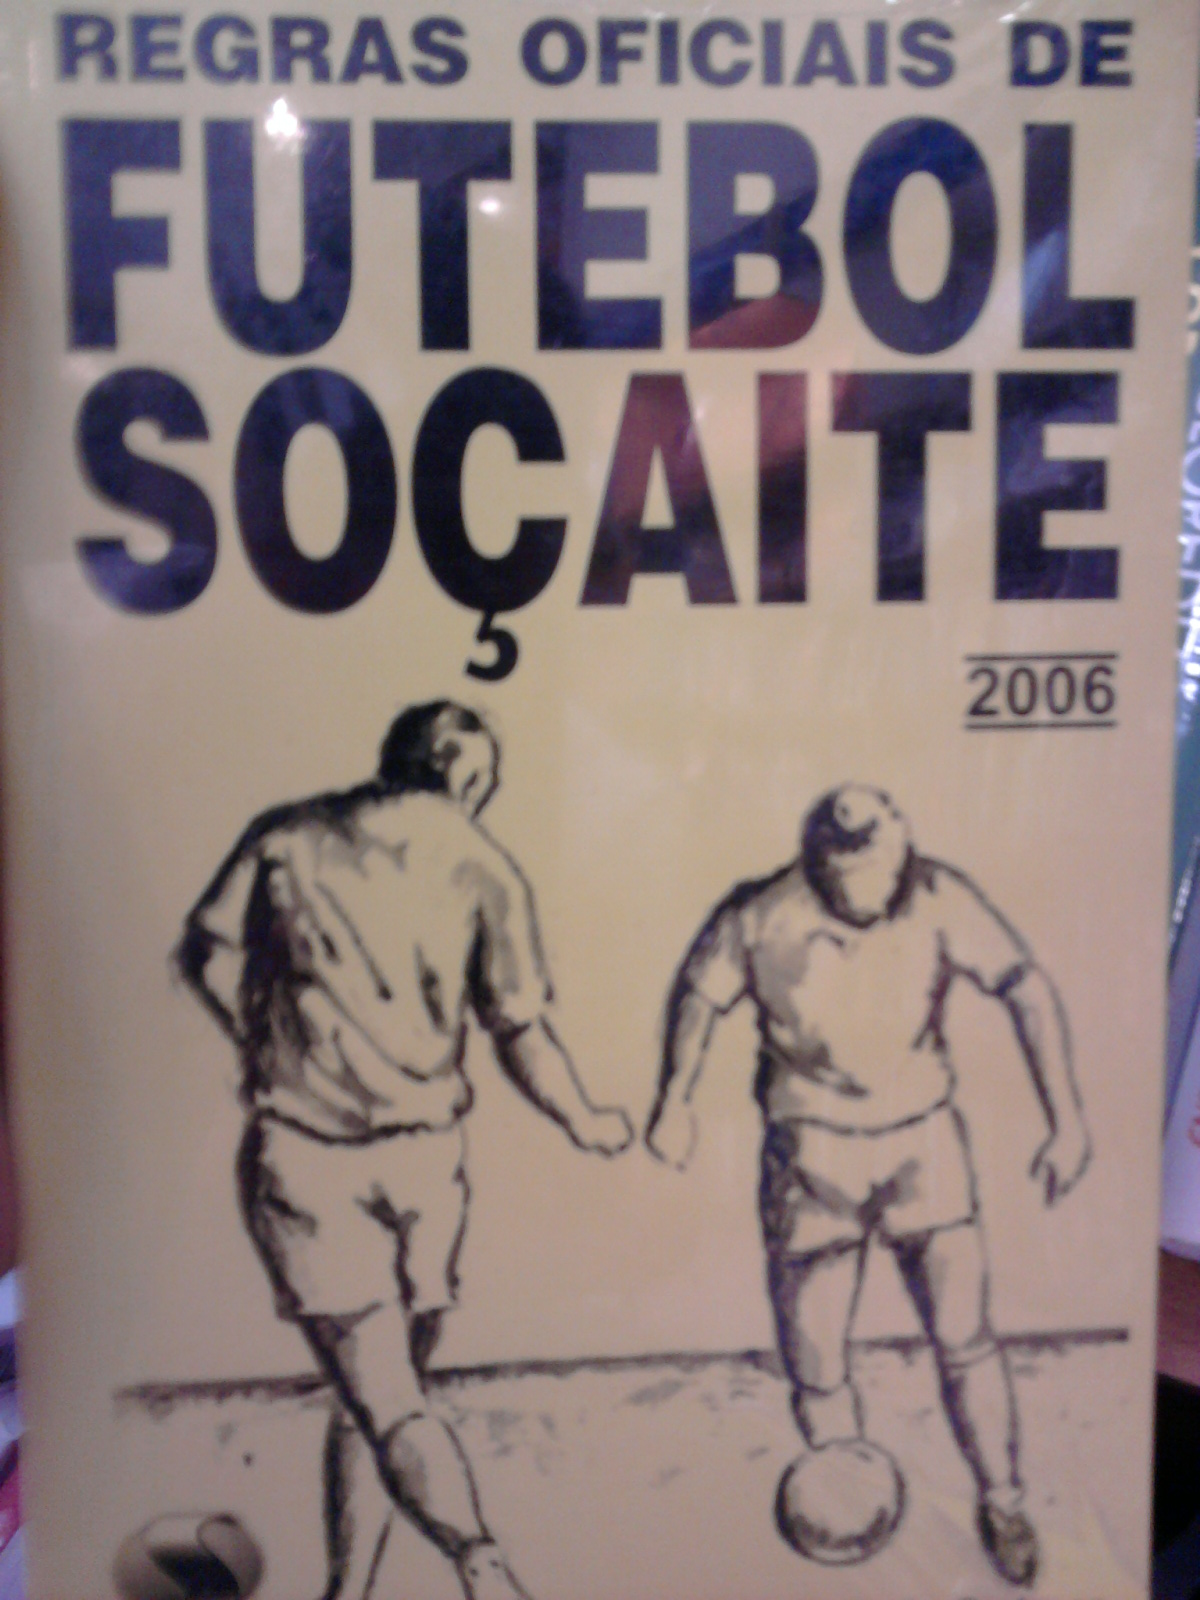 REGRAS OFICIAIS DE
FUTEBOL
SOÇAITE
2006